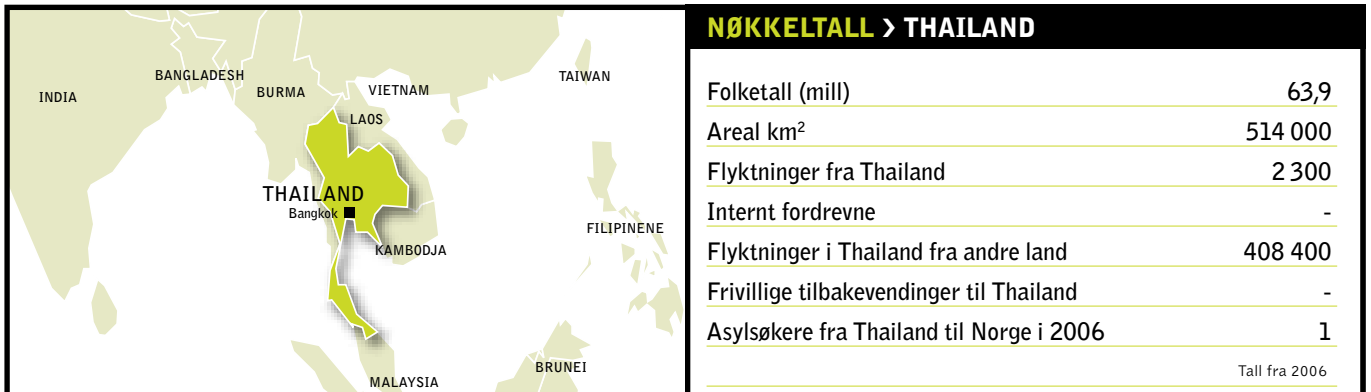 TAIWAN
BANGLADESH
INDIA
BURMA
VIETNAM
LAOS
THAILAND
Bangkok
FILIPINENE
KAMBODJA
BRUNEI
MALAYSIA
NØKKELTALL > THAILAND
Folketall (mill) 63,9
Areal km² 514 000
Flyktninger fra Thailand 2 300
Internt fordrevne -
Flyktninger i Thailand fra andre land 408 400
Frivillige tilbakevendinger til Thailand -
Asylsøkere fra Thailand til Norge i 2006 1
Tall fra 2006